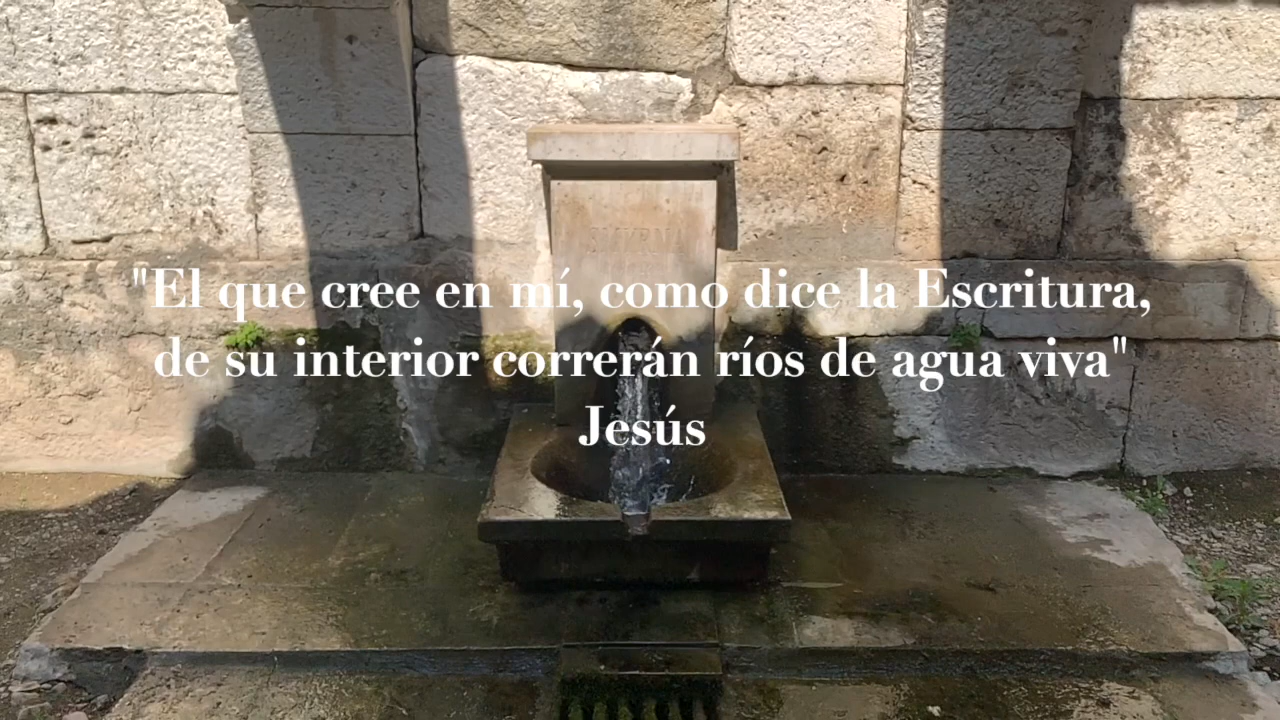 "El que cree en mí, como dice la Escritura,
de su interior correrán ríos de agua viva"
Jesús